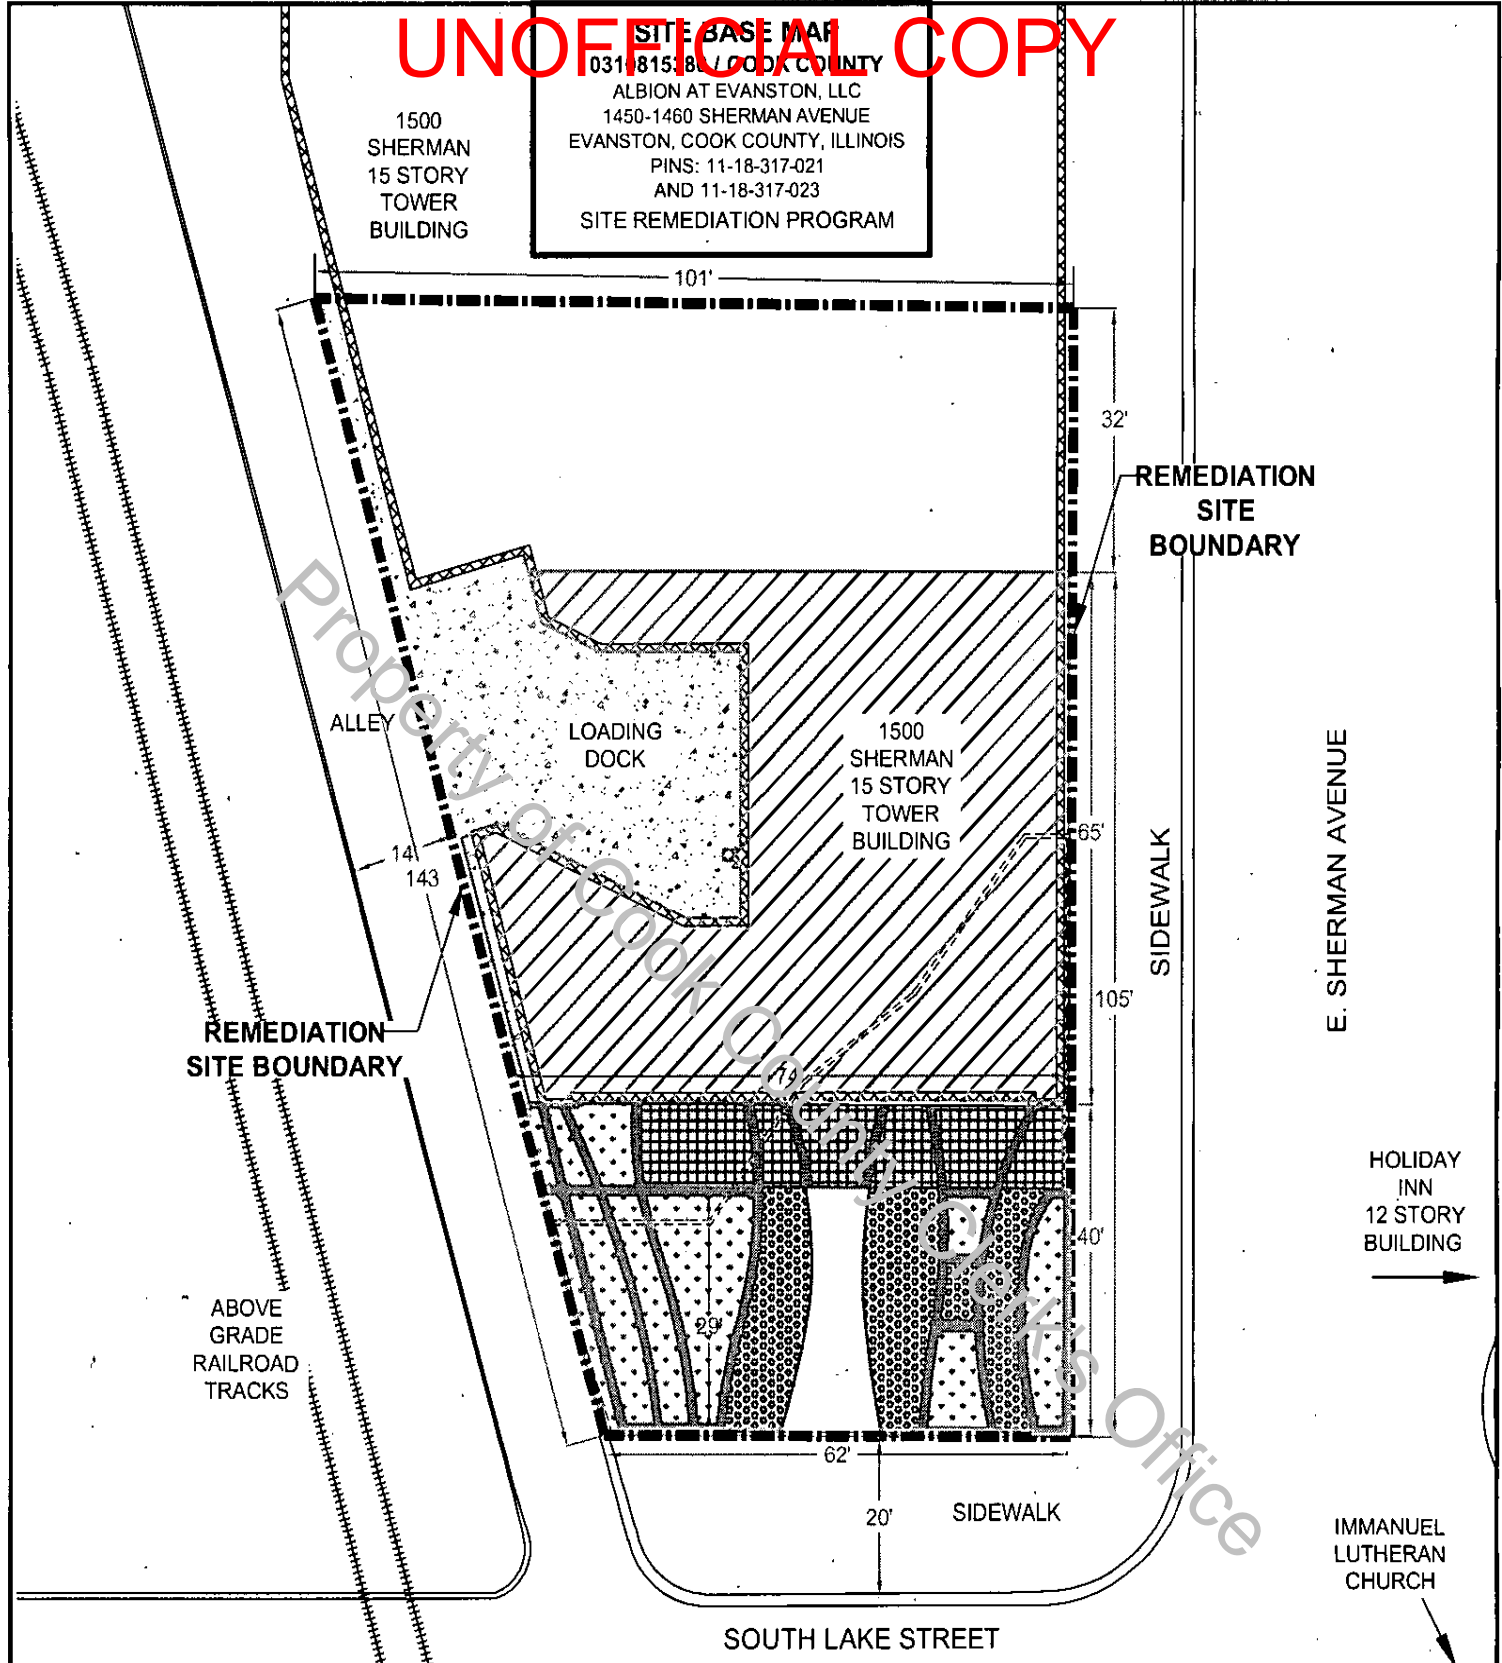 UNOFFICIAL COPY
SITE BASE MAP
/ COOK COUNTY
ALBION AT EVANSTON, LLC
1450-1460 SHERMAN AVENUE
EVANSTON, COOK COUNTY, ILLINOIS
PINS: 11-18-317-021
AND 11-18-317-023
SITE REMEDIATION PROGRAM
1500
SHERMAN
15 STORY
TOWER
BUILDING
101'
32'
REMEDIATION
SITE
BOUNDARY
ALLEY
LOADING
DOCK
1500
SHERMAN
15 STORY
TOWER
BUILDING
65'
14'
143
SIDEWALK
E. SHERMAN AVENUE
105'
REMEDIATION
SITE BOUNDARY
40'
HOLIDAY
INN
12 STORY
BUILDING
29'
ABOVE
GRADE
RAILROAD
TRACKS
62'
20'
SIDEWALK
IMMANUEL
LUTHERAN
CHURCH
SOUTH LAKE STREET
Property of Cook County Clerk's Office